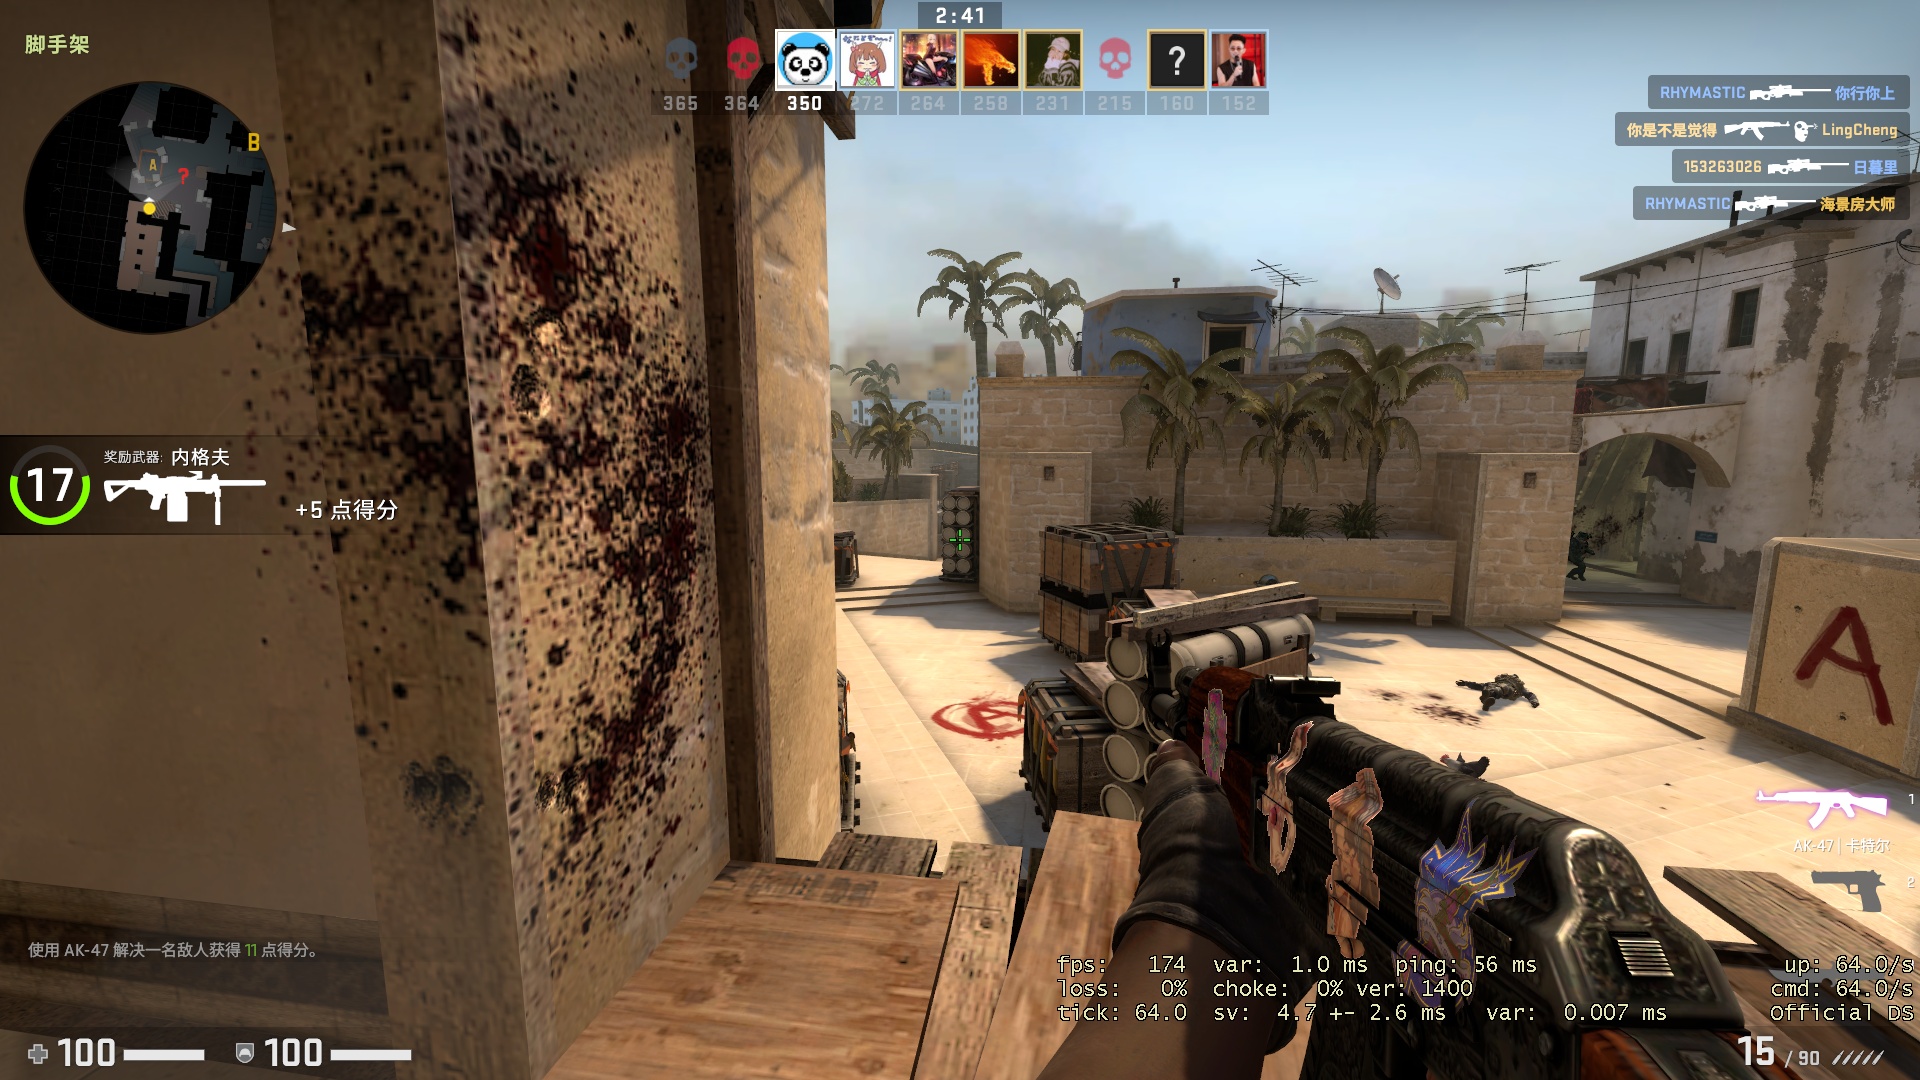 2:41
脚手架
365 364 350 272 264 258 231 215 160 152
?
B
A
?
RHYMASTIC 你行你上
你是不是觉得 LingCheng
153263026 日暮里
RHYMASTIC 海景房大师
17 奖励武器: 内格夫
+5 点得分
A
A
1
AK-47 | 卡特尔
2
使用 AK-47 解决一名敌人获得 11 点得分。
fps: 174 var: 1.0 ms ping: 56 ms
loss: 0% choke: 0% ver: 1400
tick: 64.0 sv: 4.7 +- 2.6 ms var: 0.007 ms
up: 64.0/s
cmd: 64.0/s
Official DS
100 100
15 / 90